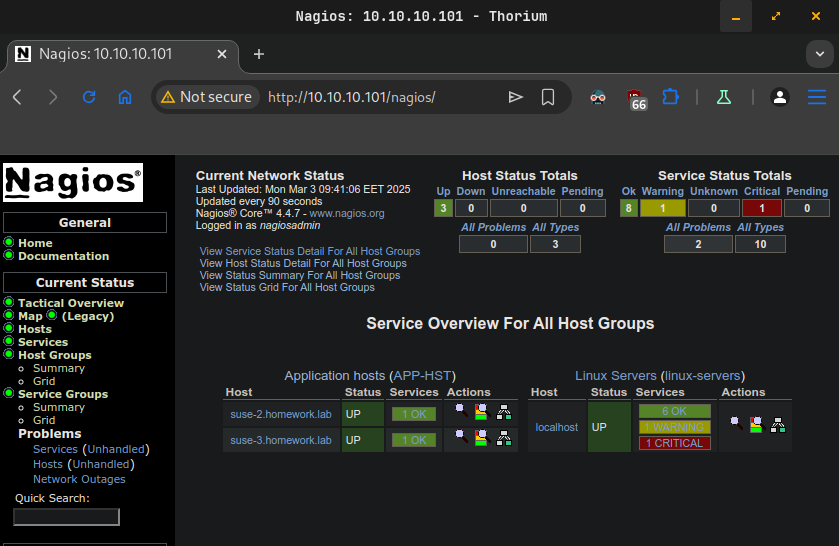 Nagios: 10.10.10.101 - Thorium
Nagios: 10.10.10.101
Not secure
http://10.10.10.101/nagios/
66
Nagios®
General
Home
Documentation
Current Status
Tactical Overview
Map (Legacy)
Hosts
Services
Host Groups
Summary
Grid
Service Groups
Summary
Grid
Problems
Services (Unhandled)
Hosts (Unhandled)
Network Outages
Quick Search:
Current Network Status
Last Updated: Mon Mar 3 09:41:06 EET 2025
Updated every 90 seconds
Nagios® Core™ 4.4.7 - www.nagios.org
Logged in as nagiosadmin
View Service Status Detail For All Host Groups
View Host Status Detail For All Host Groups
View Status Summary For All Host Groups
View Status Grid For All Host Groups
Host Status Totals
Up Down Unreachable Pending
3 0 0 0
All Problems All Types
0 3
Service Status Totals
Ok Warning Unknown Critical Pending
8 1 0 1 0
All Problems All Types
2 10
Service Overview For All Host Groups
Application hosts (APP-HST)
Host Status Services Actions
suse-2.homework.lab UP 1 OK
suse-3.homework.lab UP 1 OK
Linux Servers (linux-servers)
Host Status Services Actions
localhost UP 6 OK
1 WARNING
1 CRITICAL